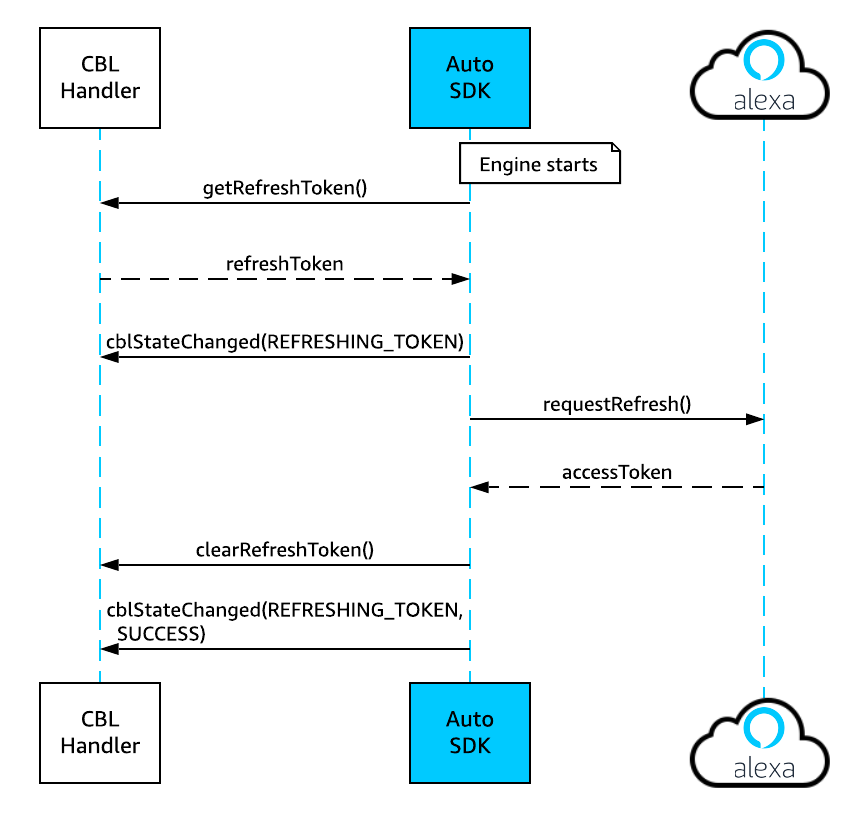 CBL
Handler
Auto
SDK
alexa
Engine starts
getRefreshToken()
refreshToken
cblStateChanged(REFRESHING_TOKEN)
requestRefresh()
accessToken
clearRefreshToken()
cblStateChanged(REFRESHING_TOKEN,
SUCCESS)
CBL
Handler
Auto
SDK
alexa